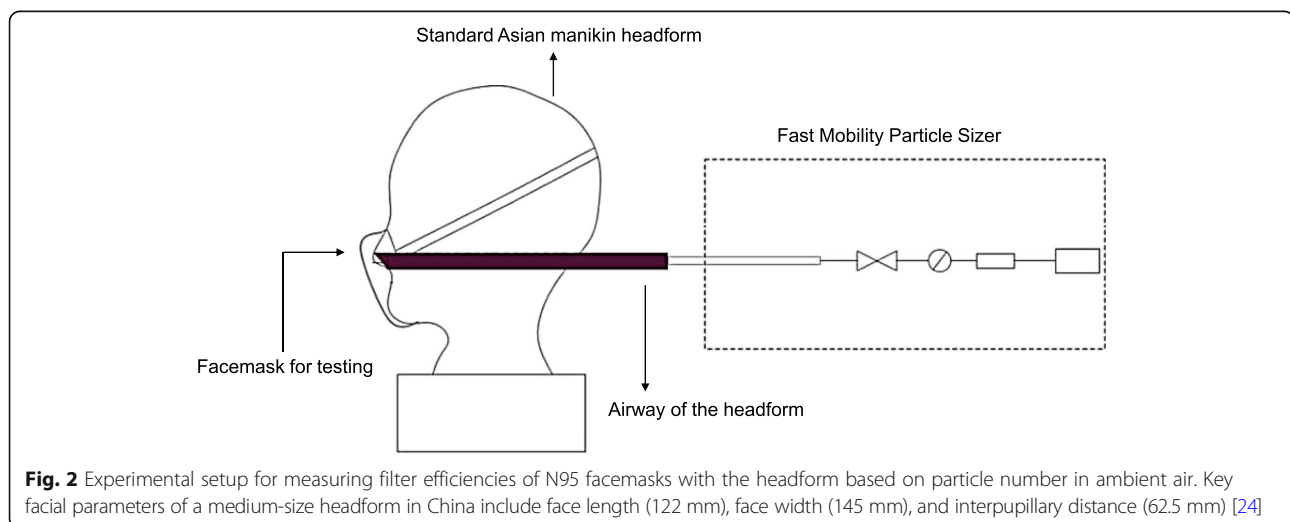 Standard Asian manikin headform
Fast Mobility Particle Sizer
Facemask for testing
Airway of the headform
Fig. 2 Experimental setup for measuring filter efficiencies of N95 facemasks with the headform based on particle number in ambient air. Key
facial parameters of a medium-size headform in China include face length (122 mm), face width (145 mm), and interpupillary distance (62.5 mm) [24]